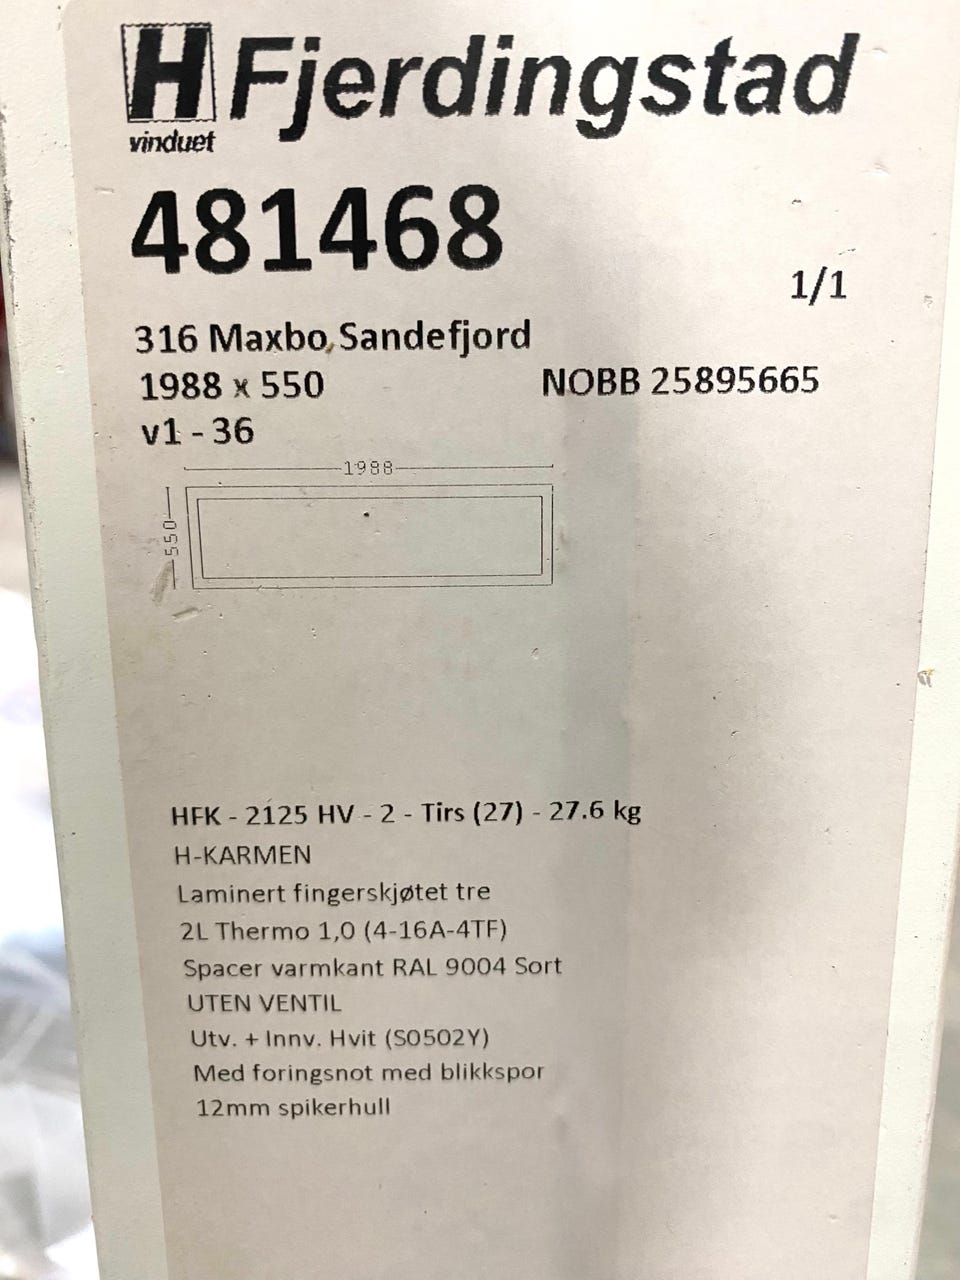 H Fjerdingstad
vinduet
481468
1/1
316 Maxbo Sandefjord
1988 x 550 NOBB 25895665
v1 - 36
1988
550
HFK - 2125 HV - 2 - Tirs (27) - 27.6 kg
H-KARMEN
Laminert fingerskjøtet tre
2L Thermo 1,0 (4-16A-4TF)
Spacer varmkant RAL 9004 Sort
UTEN VENTIL
Utv. + Innv. Hvit (S0502Y)
Med foringsnot med blikkspor
12mm spikerhull